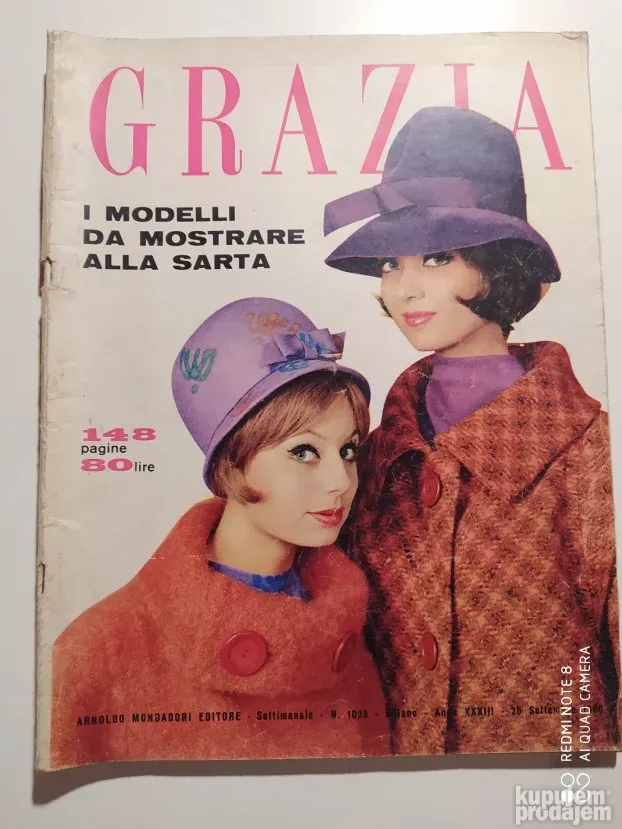 GRAZIA
I MODELLI
DA MOSTRARE
ALLA SARTA
148
pagine
80 lire
ARNOLDO MONDADORI EDITORE - Settimanale - N. 1023 - Milano - Anno XXXIII - 25
REDMI NOTE 8
AI QUAD CAMERA
kupujem
prodajem